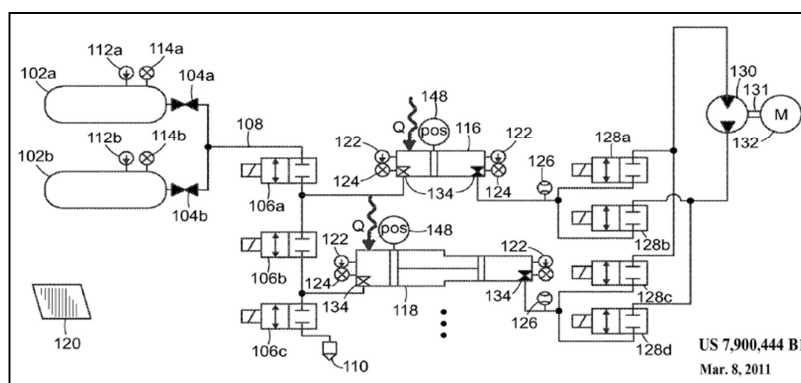 112a 114a
102a 104a
112b 114b
102b 108
104b
106a
106b
106c
110
120
148
Q pos 116
122 122
124 124
134
126
148
Q pos
122 122
124
134 134
118
126
128a
128b
128c
128d
130
131
M
132
US 7,900,444 B1
Mar. 8, 2011